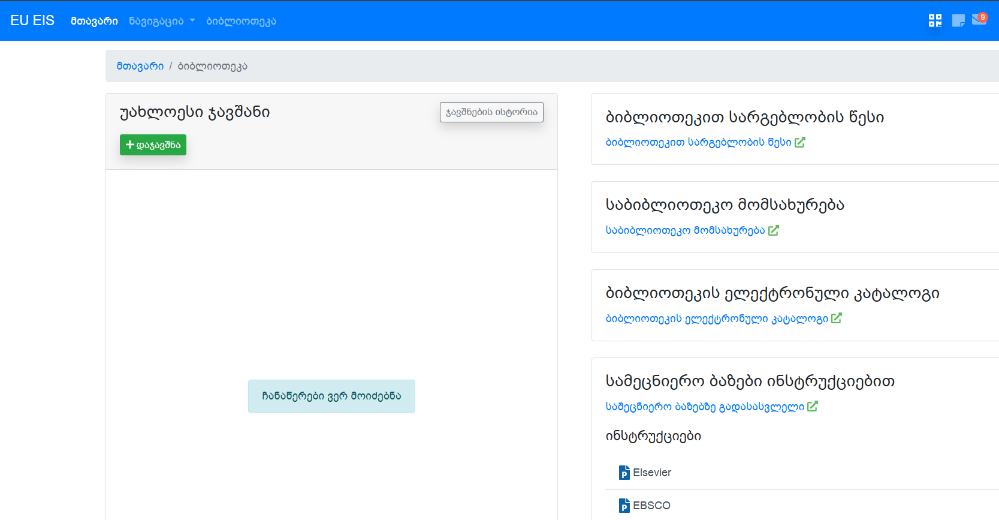 EU EIS მთავარი ნავიგაცია ბიბლიოთეკა 9
მთავარი / ბიბლიოთეკა
უახლოესი ჯავშანი
ჯავშნების ისტორია
დაჯავშნა
ჩანაწერები ვერ მოიძებნა
ბიბლიოთეკით სარგებლობის წესი
ბიბლიოთეკით სარგებლობის წესი
საბიბლიოთეკო მომსახურება
საბიბლიოთეკო მომსახურება
ბიბლიოთეკის ელექტრონული კატალოგი
ბიბლიოთეკის ელექტრონული კატალოგი
სამეცნიერო ბაზები ინსტრუქციებით
სამეცნიერო ბაზებზე გადასასვლელი
ინსტრუქციები
Elsevier
EBSCO